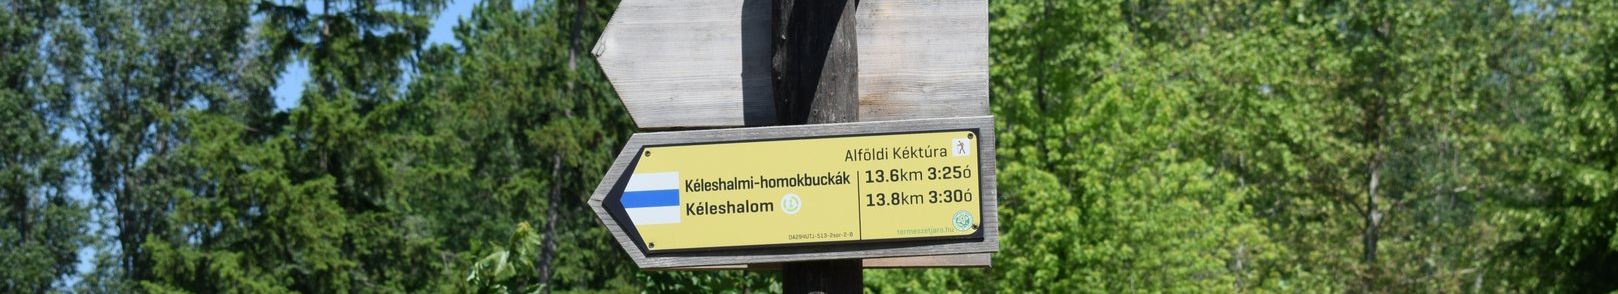 Alföldi Kéktúra
Kéleshalmi-homokbuckák 13.6km 3:25ó
Kéleshalom i 13.8km 3:30ó
termeszetjaro.hu